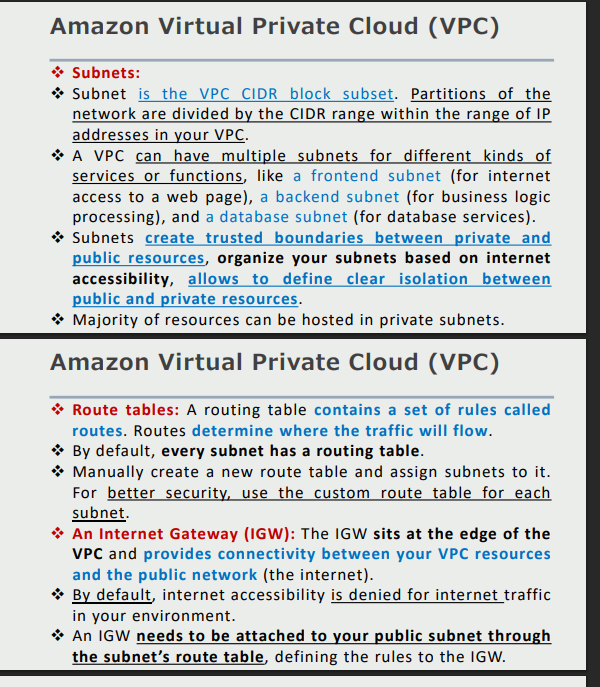 Amazon Virtual Private Cloud (VPC)
❖ Subnets:
❖ Subnet is the VPC CIDR block subset. Partitions of the
network are divided by the CIDR range within the range of IP
addresses in your VPC.
❖ A VPC can have multiple subnets for different kinds of
services or functions, like a frontend subnet (for internet
access to a web page), a backend subnet (for business logic
processing), and a database subnet (for database services).
❖ Subnets create trusted boundaries between private and
public resources, organize your subnets based on internet
accessibility, allows to define clear isolation between
public and private resources.
❖ Majority of resources can be hosted in private subnets.
Amazon Virtual Private Cloud (VPC)
❖ Route tables: A routing table contains a set of rules called
routes. Routes determine where the traffic will flow.
❖ By default, every subnet has a routing table.
❖ Manually create a new route table and assign subnets to it.
For better security, use the custom route table for each
subnet.
❖ An Internet Gateway (IGW): The IGW sits at the edge of the
VPC and provides connectivity between your VPC resources
and the public network (the internet).
❖ By default, internet accessibility is denied for internet traffic
in your environment.
❖ An IGW needs to be attached to your public subnet through
the subnet's route table, defining the rules to the IGW.